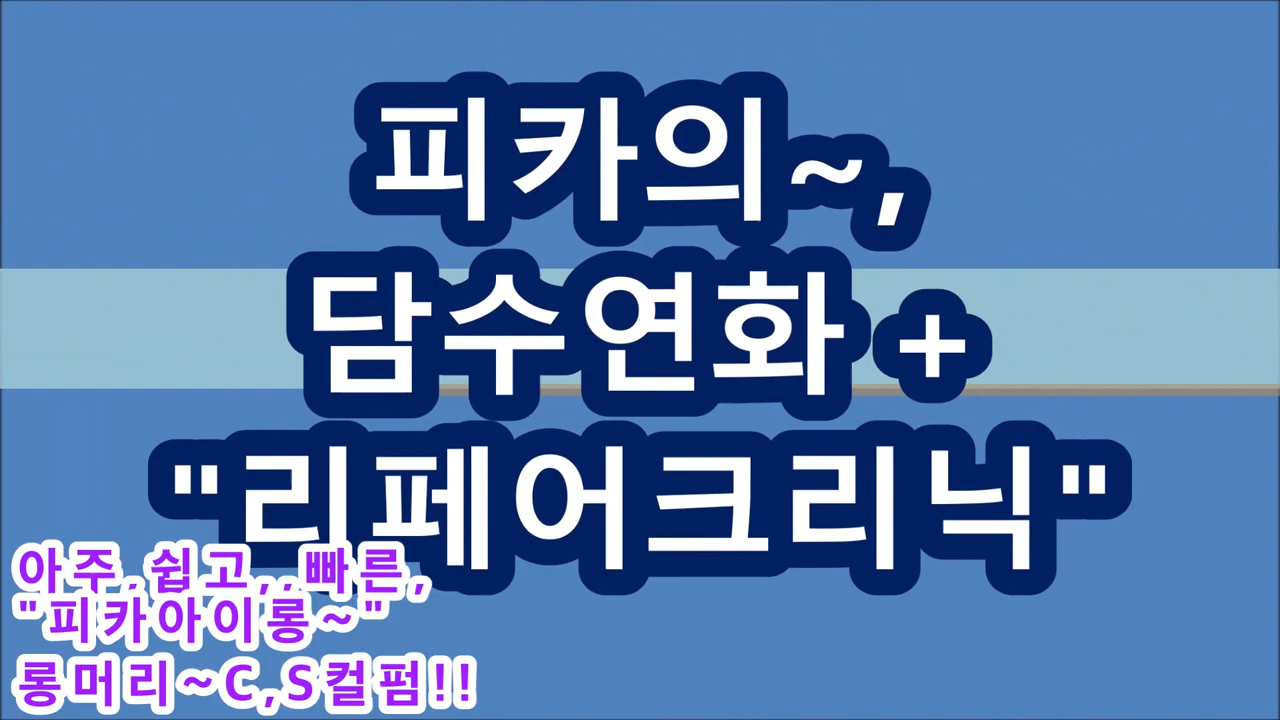 피카의~,
담수연화 +
"리페어크리닉"
아주,쉽고,,빠른,
"피카아이롱~"
롱머리~C,S컬펌!!